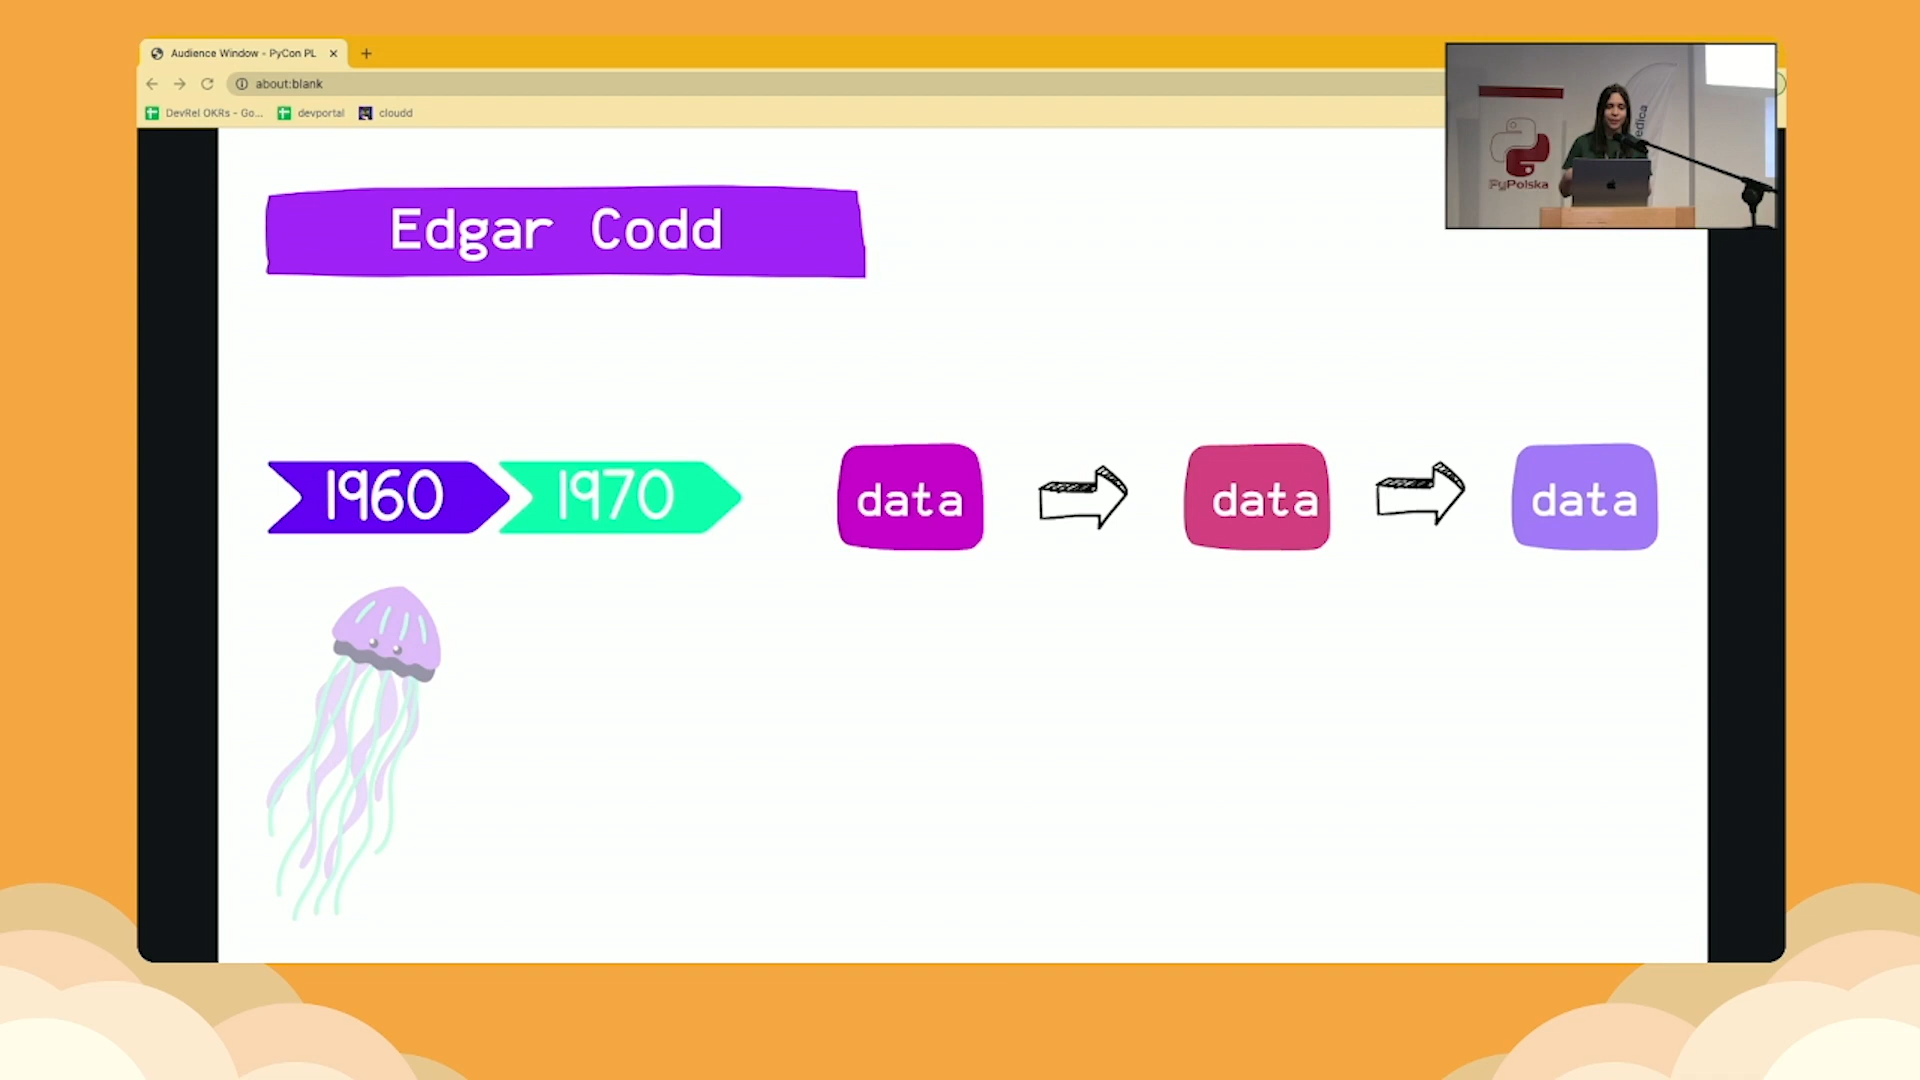 Audience Window - PyCon PL
about:blank
DevRel OKRs - Go...
devportal
cloudd
Edgar Codd
1960
1970
data
data
data
PyPolska
edica